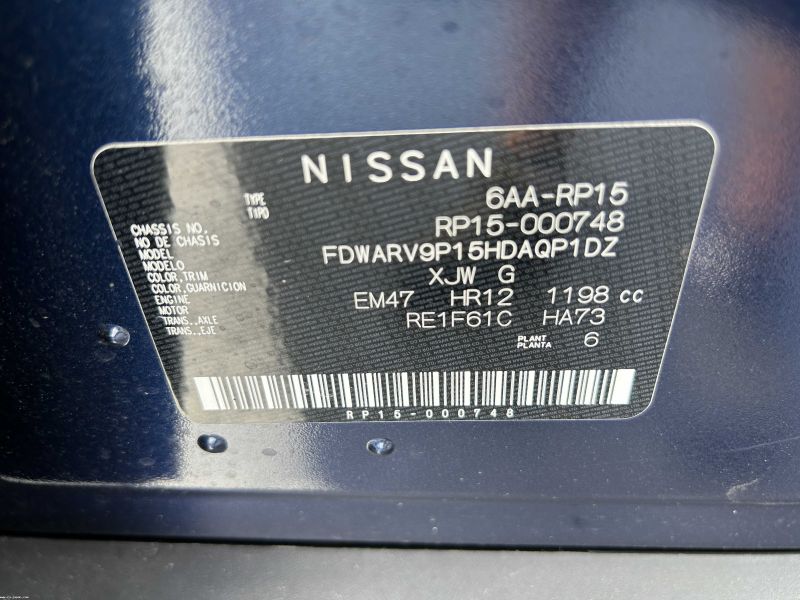 NISSAN
TYPE
TIPO
6AA-RP15
CHASSIS NO.
NO DE CHASIS
RP15-000748
MODEL
MODELO
FDWARV9P15HDAQP1DZ
COLOR,TRIM
COLOR,GUARNICION
XJW G
ENGINE
MOTOR
EM47 HR12 1198 cc
TRANS.,AXLE
TRANS.,EJE
RE1F61C HA73
PLANT
PLANTA
6
RP15-000748